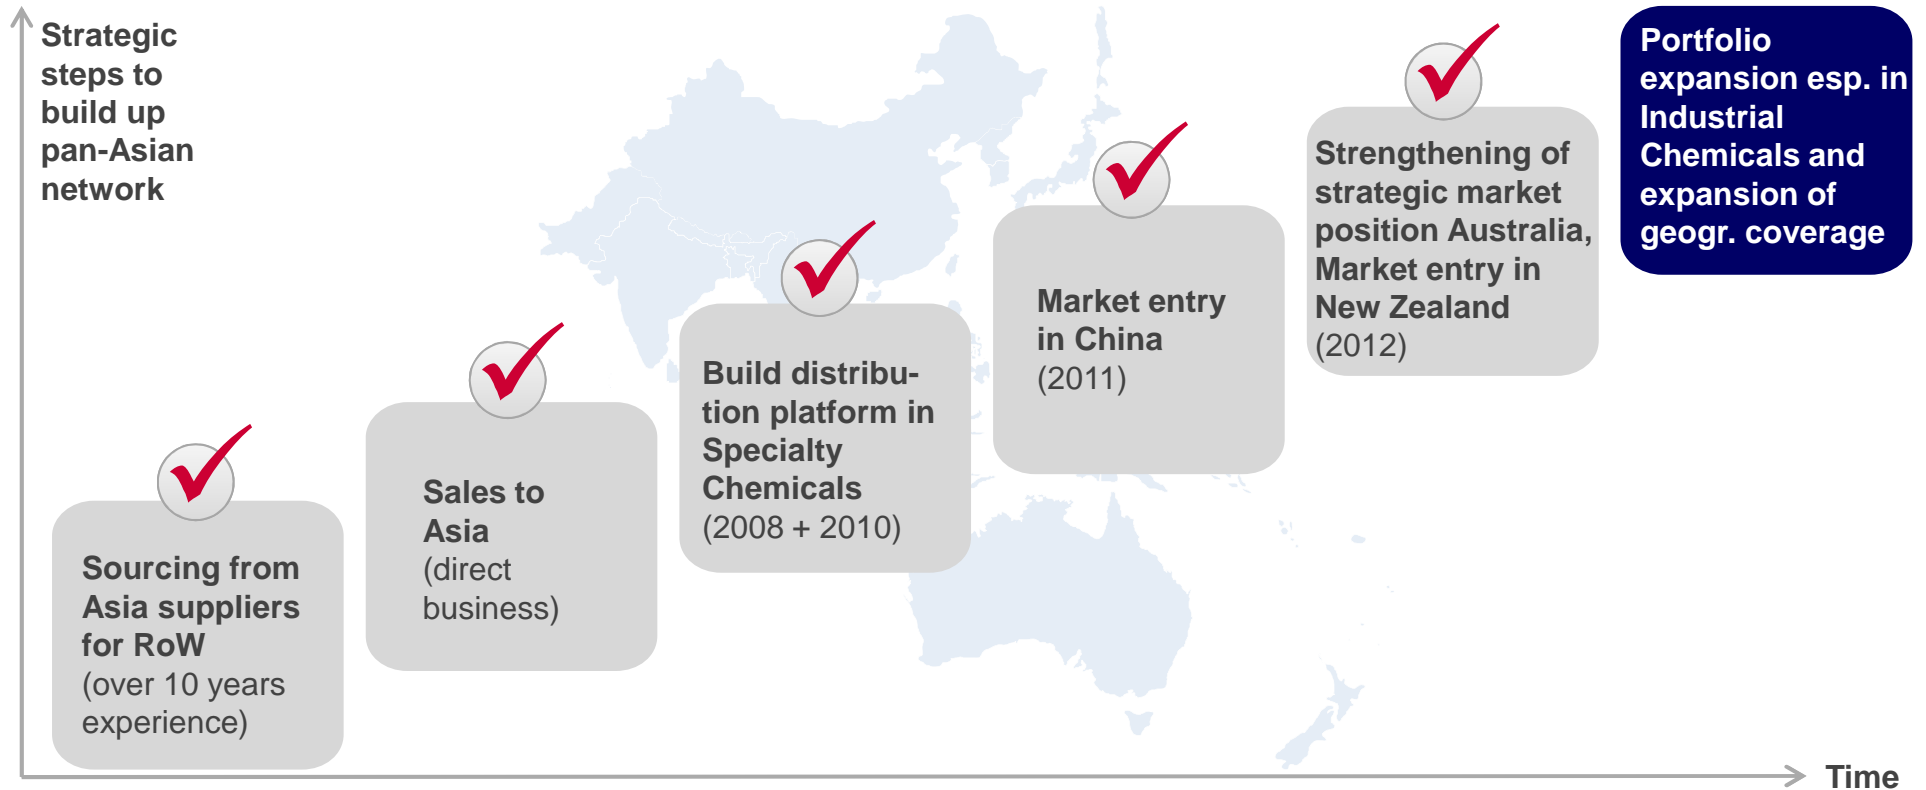 Strategic
steps to
build up
pan-Asian
network
Sourcing from
Asia suppliers
for RoW
(over 10 years
experience)
Sales to
Asia
(direct
business)
Build distribu-
tion platform in
Specialty
Chemicals
(2008 + 2010)
Market entry
in China
(2011)
Strengthening of
strategic market
position Australia,
Market entry in
New Zealand
(2012)
Portfolio
expansion esp. in
Industrial
Chemicals and
expansion of
geogr. coverage
Time